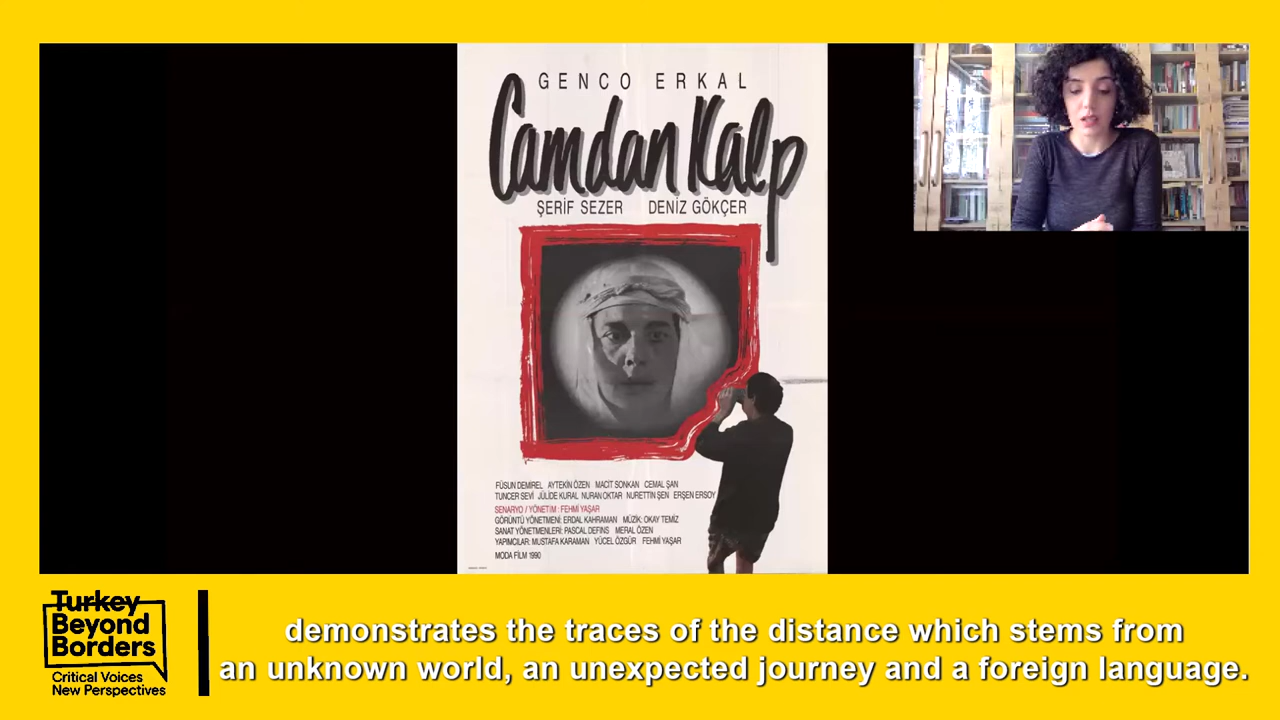 GENCO ERKAL
Camdan Kalp
ŞERİF SEZER DENİZ GÖKÇER
FÜSUN DEMİREL AYTEKİN ÖZEN MACİT SONKAN CEMAL ŞAN
TUNCER SEVİ JÜLİDE KURAL NURAN OKTAR NURETTİN ŞEN ERŞEN ERSOY
SENARYO / YÖNETİM : FEHMİ YAŞAR
GÖRÜNTÜ YÖNETMENİ: ERDAL KAHRAMAN MÜZİK: OKAY TEMİZ
SANAT YÖNETMENLERİ: PASCAL DEFINS MERAL ÖZEN
YAPIMCILAR: MUSTAFA KARAMAN YÜCEL ÖZGÜR FEHMİ YAŞAR
MODA FİLM 1990
Turkey
Beyond
Borders
Critical Voices
New Perspectives
demonstrates the traces of the distance which stems from
an unknown world, an unexpected journey and a foreign language.